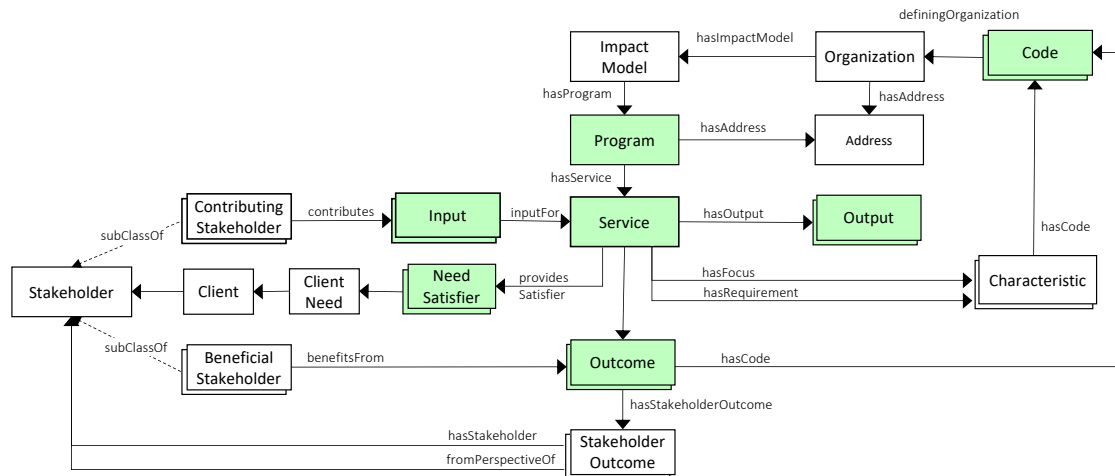 definingOrganization
hasImpactModel
Impact
Model
Organization
Code
hasProgram
hasAddress
Program
hasAddress
Address
hasService
Contributing
Stakeholder
contributes
Input
inputFor
Service
hasOutput
Output
subClassOf
hasCode
Stakeholder
Client
Client
Need
Need
Satisfier
provides
Satisfier
hasFocus
hasRequirement
Characteristic
subClassOf
Beneficial
Stakeholder
benefitsFrom
Outcome
hasCode
hasStakeholderOutcome
hasStakeholder
fromPerspectiveOf
Stakeholder
Outcome